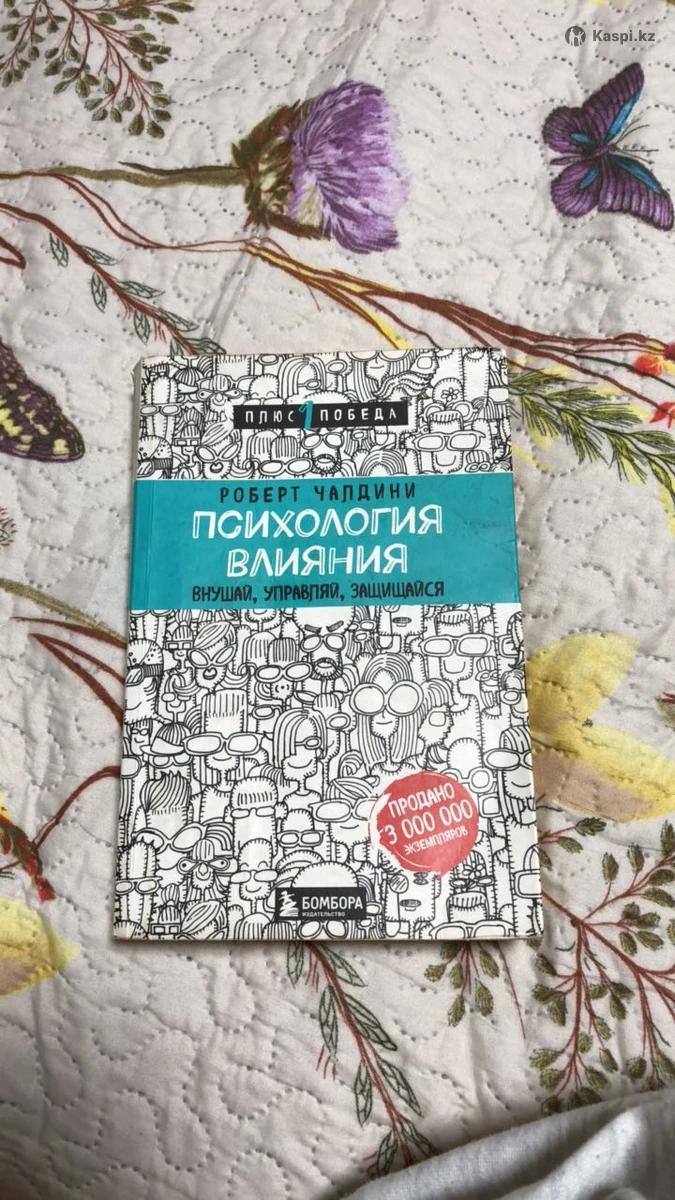 Kaspi.kz
ПЛЮС 1 ПОБЕДА
РОБЕРТ ЧАЛДИНИ
ПСИХОЛОГИЯ
ВЛИЯНИЯ
ВНУШАЙ, УПРАВЛЯЙ, ЗАЩИЩАЙСЯ
ПРОДАНО
3 000 000
ЭКЗЕМПЛЯРОВ
БОМБОРА
ИЗДАТЕЛЬСТВО